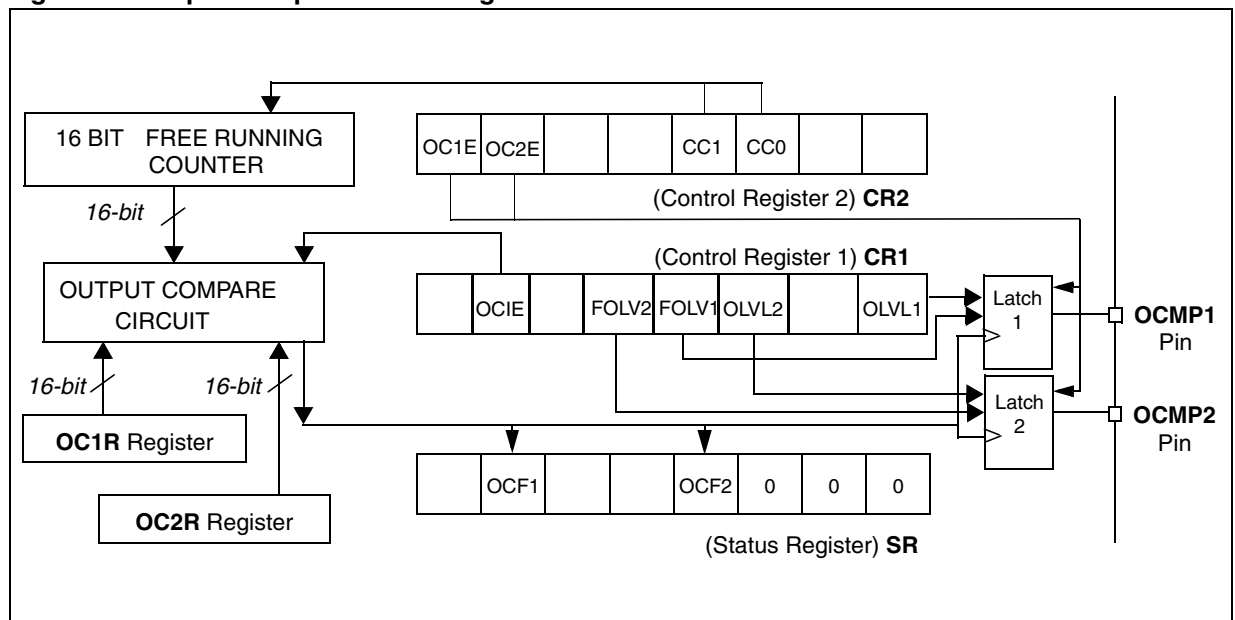 16 BIT FREE RUNNING
COUNTER
OC1E OC2E CC1 CC0
(Control Register 2) CR2
16-bit
(Control Register 1) CR1
OUTPUT COMPARE
CIRCUIT
OCIE FOLV2 FOLV1 OLVL2 OLVL1
Latch
1
OCMP1
Pin
16-bit 16-bit
Latch
2
OCMP2
Pin
OC1R Register
OCF1 OCF2 0 0 0
OC2R Register
(Status Register) SR